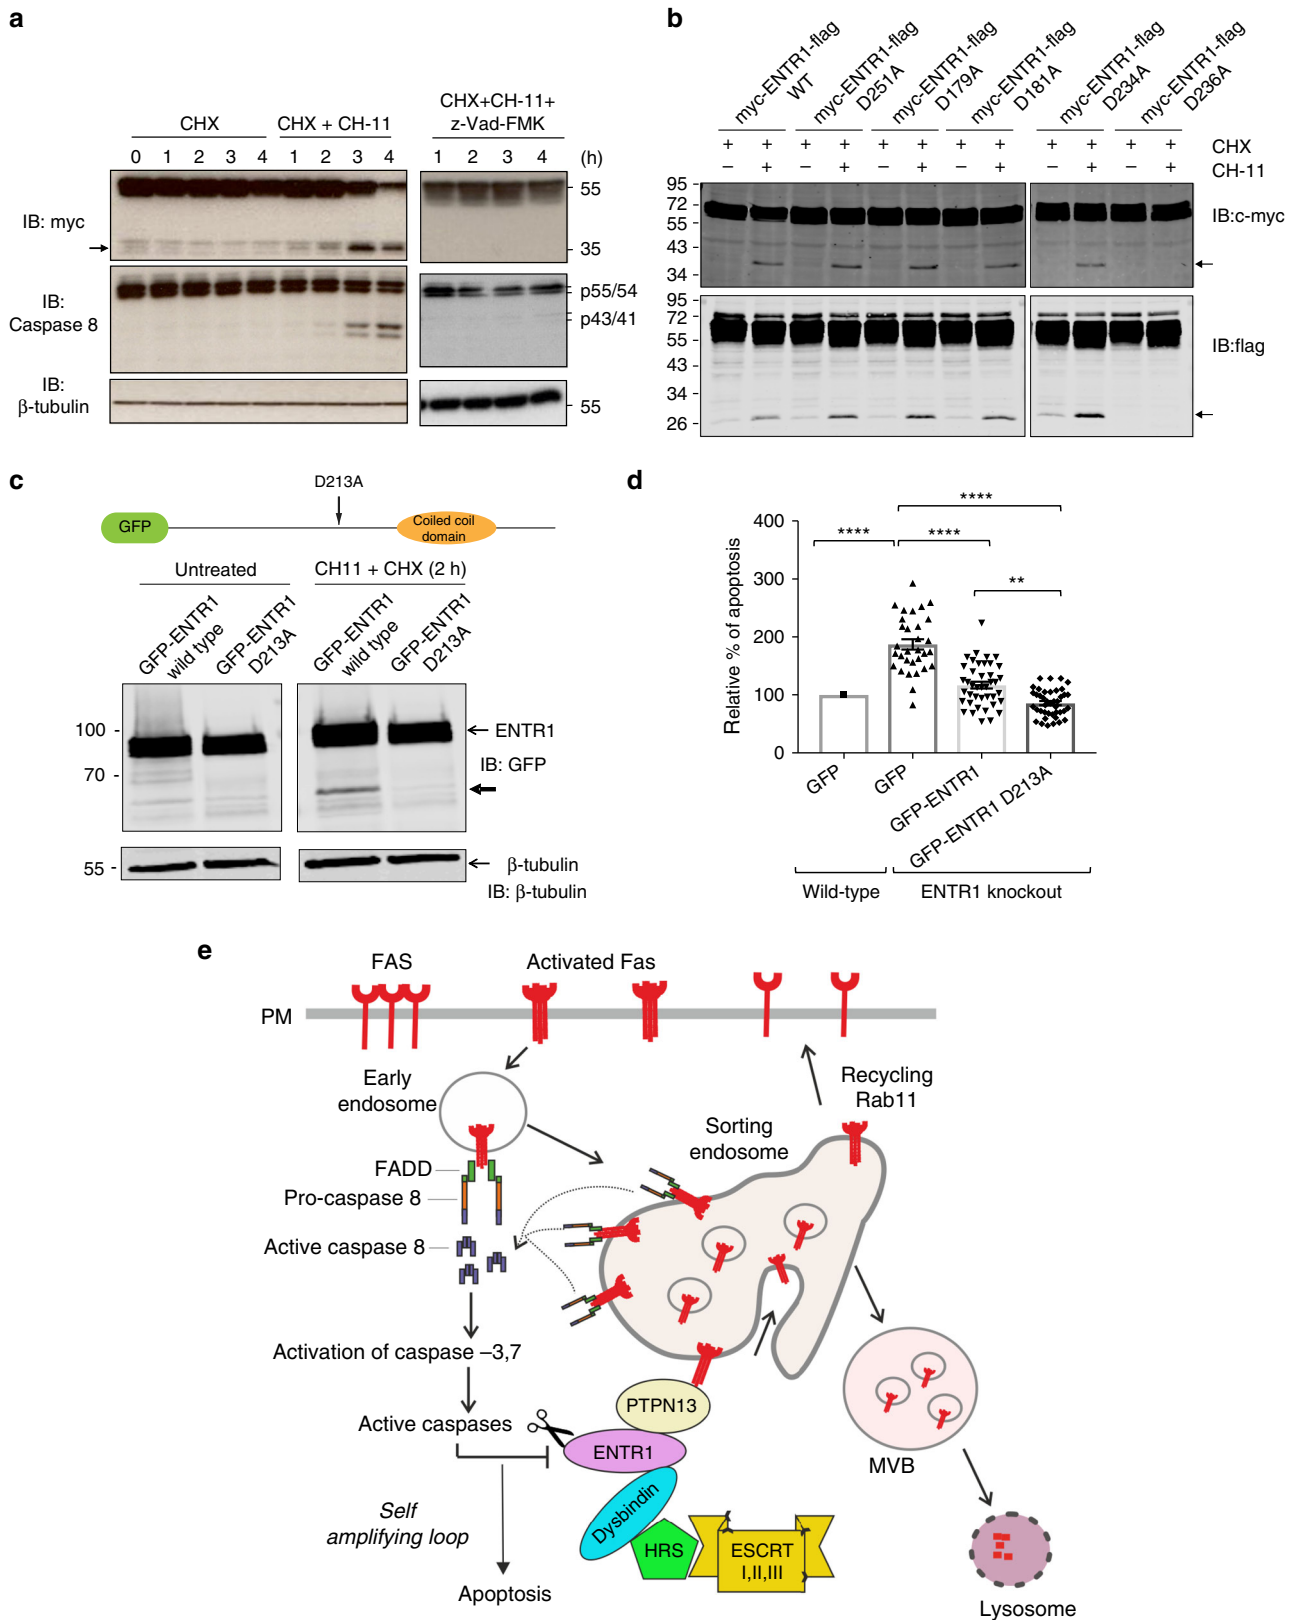 a
CHX
CHX + CH-11
CHX+CH-11+
z-Vad-FMK
0 1 2 3 4 1 2 3 4 1 2 3 4 (h)
IB: myc
55
35
IB:
Caspase 8
p55/54
p43/41
IB:
β-tubulin
55
b
myc-ENTR1-flag
WT
myc-ENTR1-flag
D251A
myc-ENTR1-flag
D179A
myc-ENTR1-flag
D181A
myc-ENTR1-flag
D234A
myc-ENTR1-flag
D236A
+ + + + + + + + + + + + CHX
− + − + − + − + − + − + CH-11
95
72
55
43
34
IB:c-myc
95
72
55
43
34
26
IB:flag
c
D213A
GFP
Coiled coil
domain
Untreated
CH11 + CHX (2 h)
GFP-ENTR1
wild type
GFP-ENTR1
D213A
GFP-ENTR1
wild type
GFP-ENTR1
D213A
100
70
ENTR1
IB: GFP
55
β-tubulin
IB: β-tubulin
d
Relative % of apoptosis
400
300
200
100
0
****
****
****
**
GFP
GFP
GFP-ENTR1
GFP-ENTR1 D213A
Wild-type
ENTR1 knockout
e
FAS
Activated Fas
PM
Early
endosome
Recycling
Rab11
Sorting
endosome
FADD
Pro-caspase 8
Active caspase 8
Activation of caspase –3,7
Active caspases
PTPN13
ENTR1
Dysbindin
HRS
ESCRT
I,II,III
MVB
Self
amplifying loop
Apoptosis
Lysosome